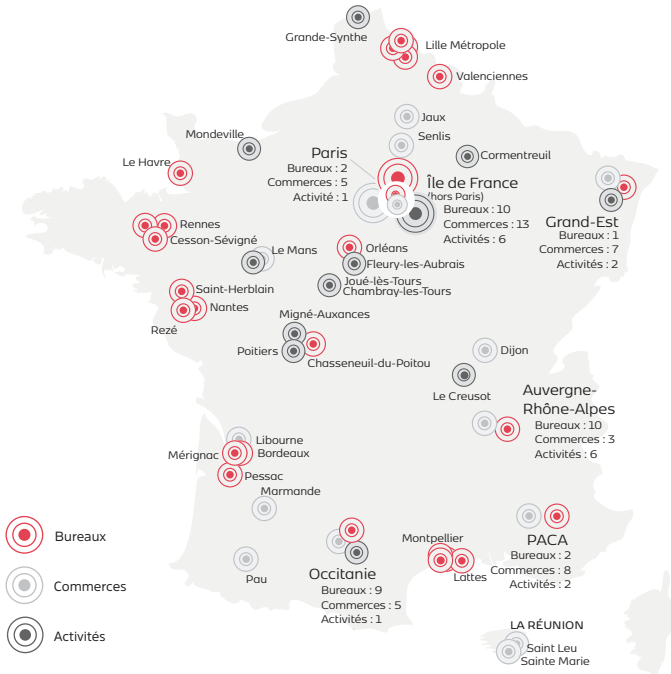 Grande-Synthe
Lille Métropole
Valenciennes
Jaux
Senlis
Mondeville
Cormentreuil
Le Havre
Paris
Bureaux : 2
Commerces : 5
Activité : 1
Île de France
(hors Paris)
Bureaux : 10
Commerces : 13
Activités : 6
Grand-Est
Bureaux : 1
Commerces : 7
Activités : 2
Rennes
Cesson-Sévigné
Le Mans
Orléans
Fleury-les-Aubrais
Joué-lès-Tours
Chambray-les-Tours
Saint-Herblain
Nantes
Rezé
Migné-Auxances
Poitiers
Chasseneuil-du-Poitou
Dijon
Le Creusot
Auvergne-
Rhône-Alpes
Bureaux : 10
Commerces : 3
Activités : 6
Libourne
Bordeaux
Mérignac
Pessac
Marmande
Pau
Occitanie
Bureaux : 9
Commerces : 5
Activités : 1
Montpellier
Lattes
PACA
Bureaux : 2
Commerces : 8
Activités : 2
LA RÉUNION
Saint Leu
Sainte Marie
Bureaux
Commerces
Activités